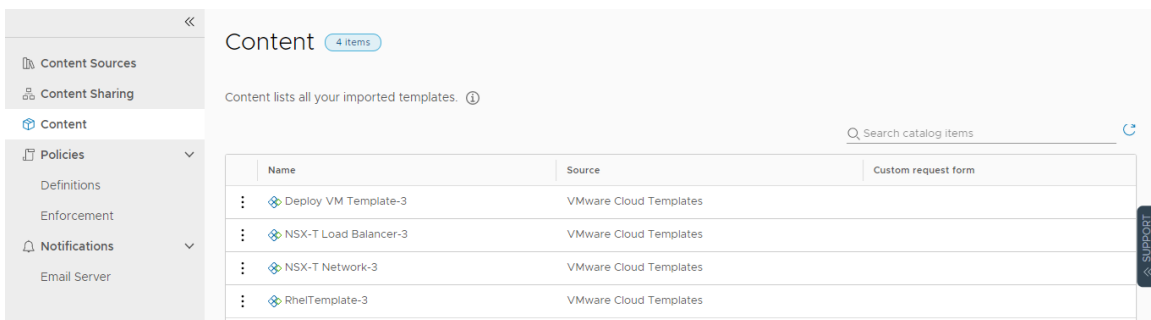 Content Sources
Content Sharing
Content
Policies
Definitions
Enforcement
Notifications
Email Server
Content 4 items
Content lists all your imported templates.
Search catalog items
Name Source Custom request form
Deploy VM Template-3 VMware Cloud Templates
NSX-T Load Balancer-3 VMware Cloud Templates
NSX-T Network-3 VMware Cloud Templates
RhelTemplate-3 VMware Cloud Templates
SUPPORT